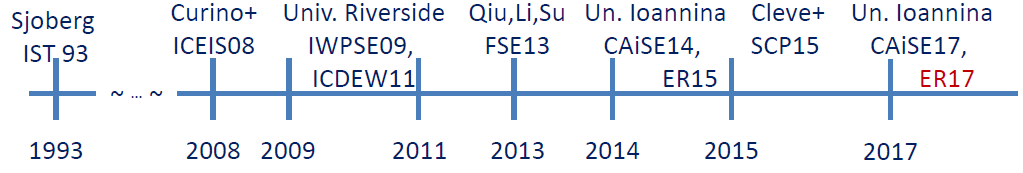 Sjoberg
IST 93
Curino+
ICEIS08
Univ. Riverside
IWPSE09,
ICDEW11
Qiu,Li,Su
FSE13
Un. Ioannina
CAiSE14,
ER15
Cleve+
SCP15
Un. Ioannina
CAiSE17,
ER17
~ ... ~
1993
2008
2009
2011
2013
2014
2015
2017